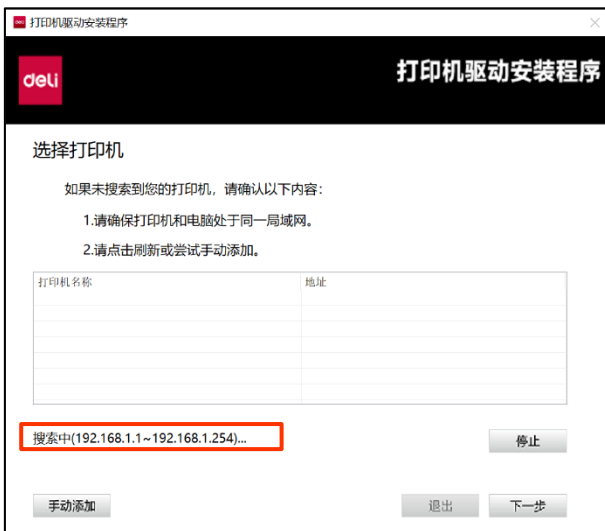 deli 打印机驱动安装程序
deli 打印机驱动安装程序
选择打印机
如果未搜索到您的打印机，请确认以下内容：
1.请确保打印机和电脑处于同一局域网。
2.请点击刷新或尝试手动添加。
打印机名称 地址
搜索中(192.168.1.1~192.168.1.254)... 停止
手动添加 退出 下一步